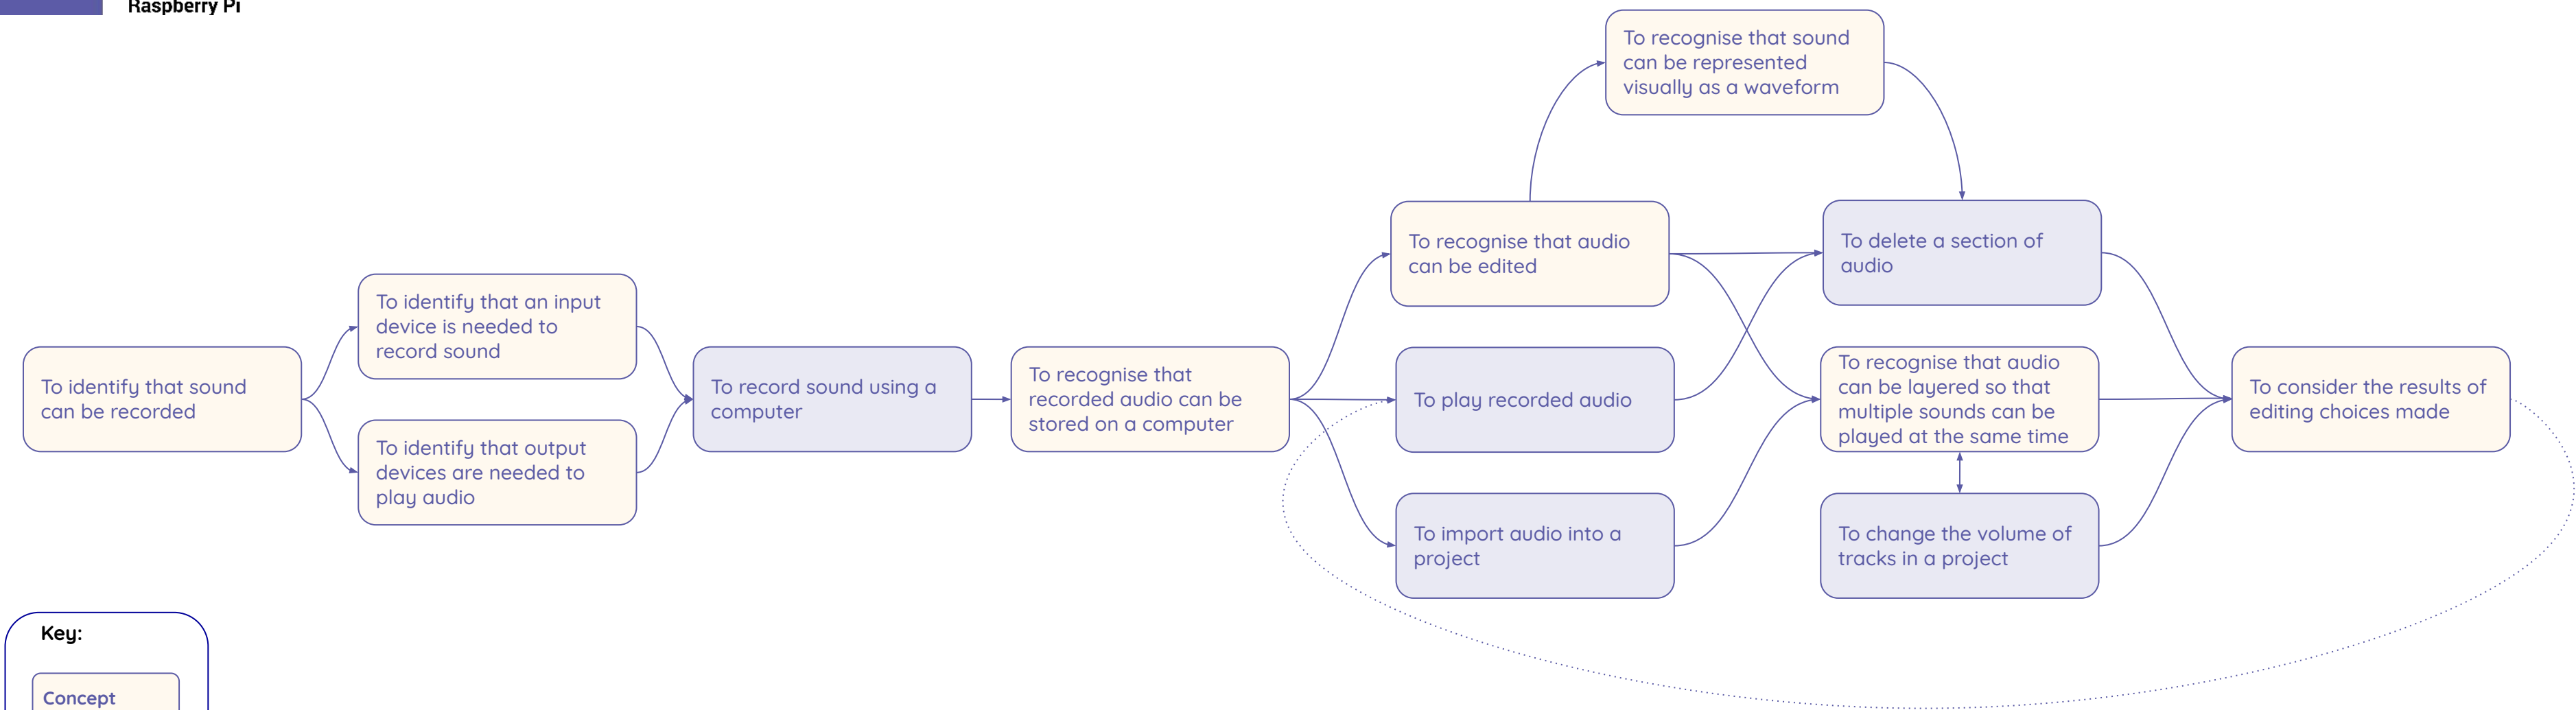 Raspberry Pi
To recognise that sound
can be represented
visually as a waveform
To identify that sound
can be recorded
To identify that an input
device is needed to
record sound
To identify that output
devices are needed to
play audio
To record sound using a
computer
To recognise that
recorded audio can be
stored on a computer
To recognise that audio
can be edited
To play recorded audio
To import audio into a
project
To delete a section of
audio
To recognise that audio
can be layered so that
multiple sounds can be
played at the same time
To change the volume of
tracks in a project
To consider the results of
editing choices made
Key:
Concept